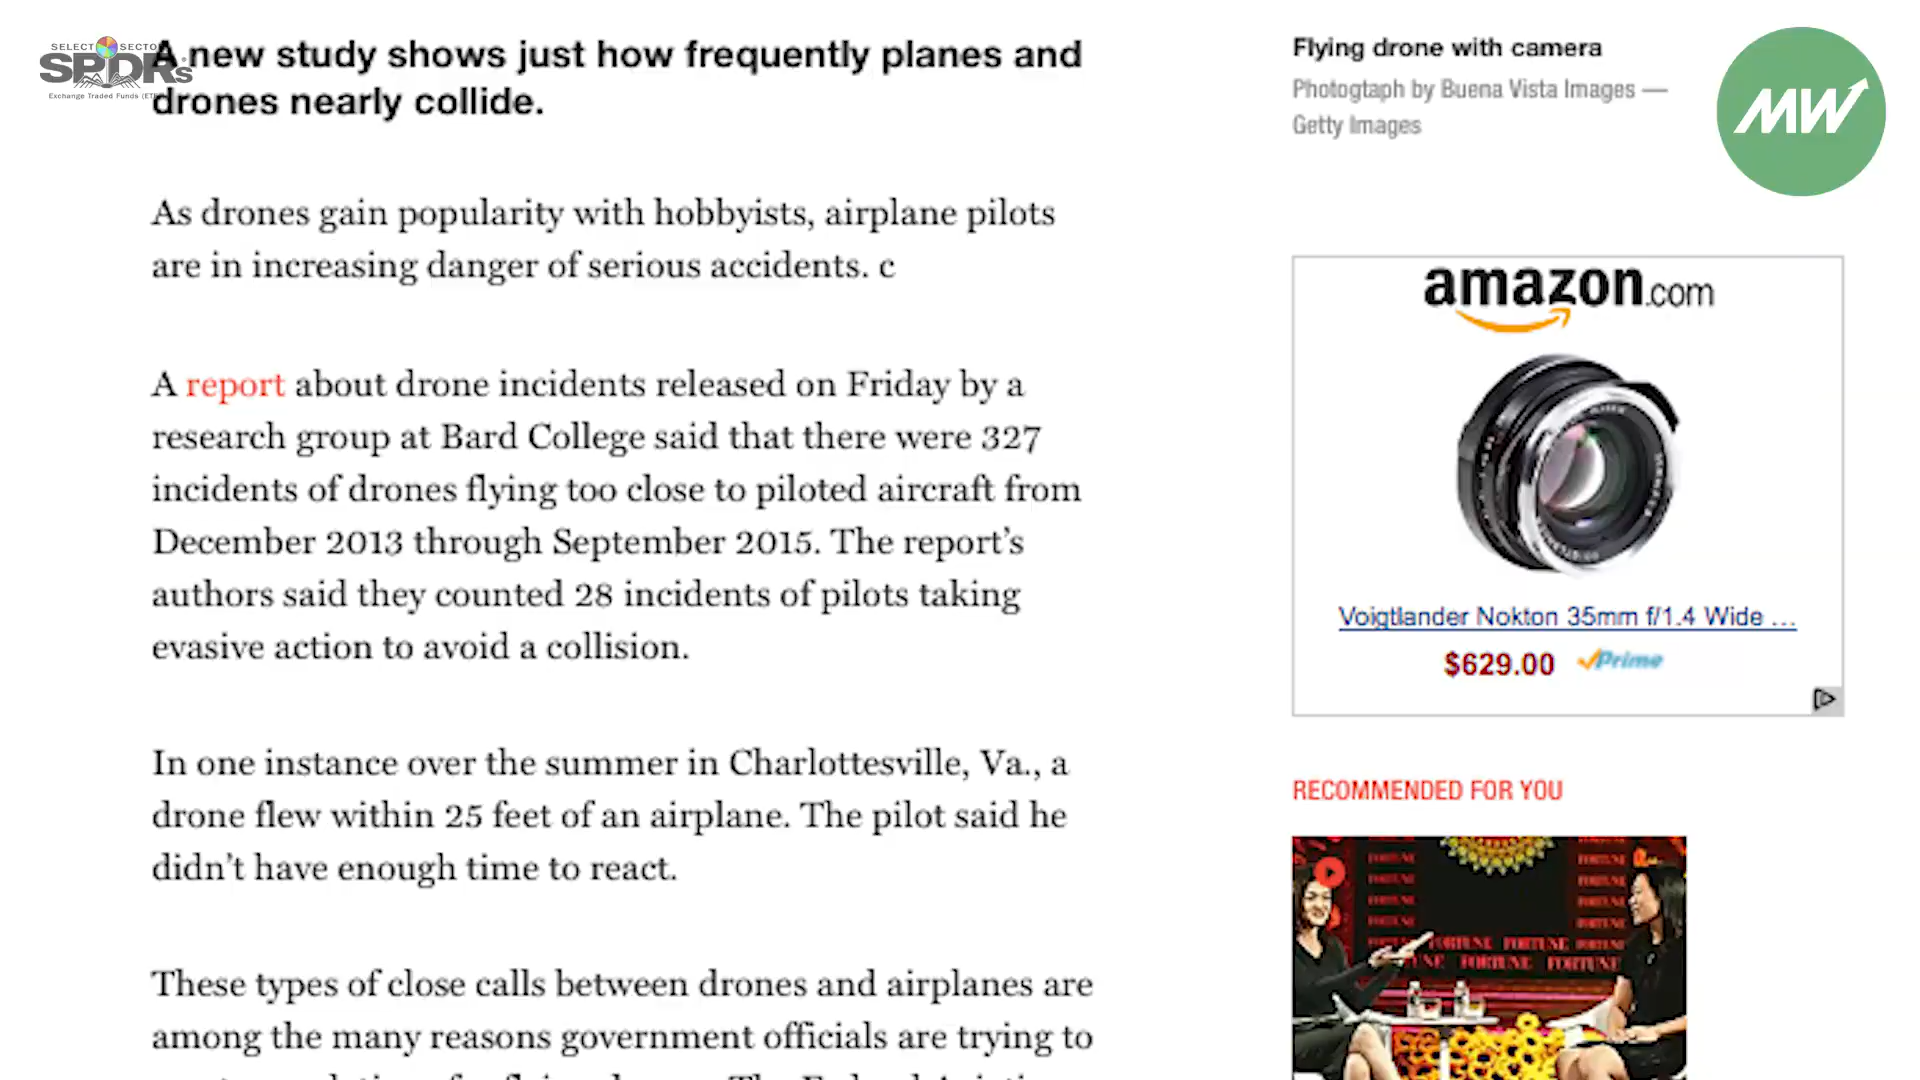 SELECT SECTOR
SPDRs
Exchange Traded Funds
A new study shows just how frequently planes and
drones nearly collide.
As drones gain popularity with hobbyists, airplane pilots
are in increasing danger of serious accidents. c
A report about drone incidents released on Friday by a
research group at Bard College said that there were 327
incidents of drones flying too close to piloted aircraft from
December 2013 through September 2015. The report’s
authors said they counted 28 incidents of pilots taking
evasive action to avoid a collision.
In one instance over the summer in Charlottesville, Va., a
drone flew within 25 feet of an airplane. The pilot said he
didn’t have enough time to react.
These types of close calls between drones and airplanes are
among the many reasons government officials are trying to
Flying drone with camera
Photogtaph by Buena Vista Images —
Getty Images
MW
amazon.com
Voigtlander Nokton 35mm f/1.4 Wide ...
$629.00 Prime
RECOMMENDED FOR YOU
FORTUNE FORTUNE
FORTUNE FORTUNE